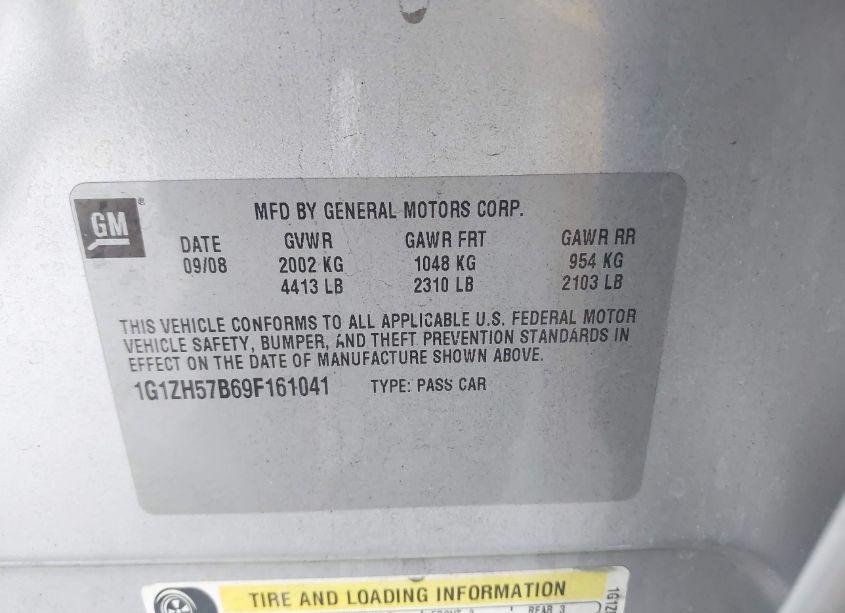 GM®
MFD BY GENERAL MOTORS CORP.
DATE GVWR GAWR FRT GAWR RR
09/08 2002 KG 1048 KG 954 KG
4413 LB 2310 LB 2103 LB
THIS VEHICLE CONFORMS TO ALL APPLICABLE U.S. FEDERAL MOTOR
VEHICLE SAFETY, BUMPER, AND THEFT PREVENTION STANDARDS IN
EFFECT ON THE DATE OF MANUFACTURE SHOWN ABOVE.
1G1ZH57B69F161041 TYPE: PASS CAR
TIRE AND LOADING INFORMATION
REAR 3
1G1Z